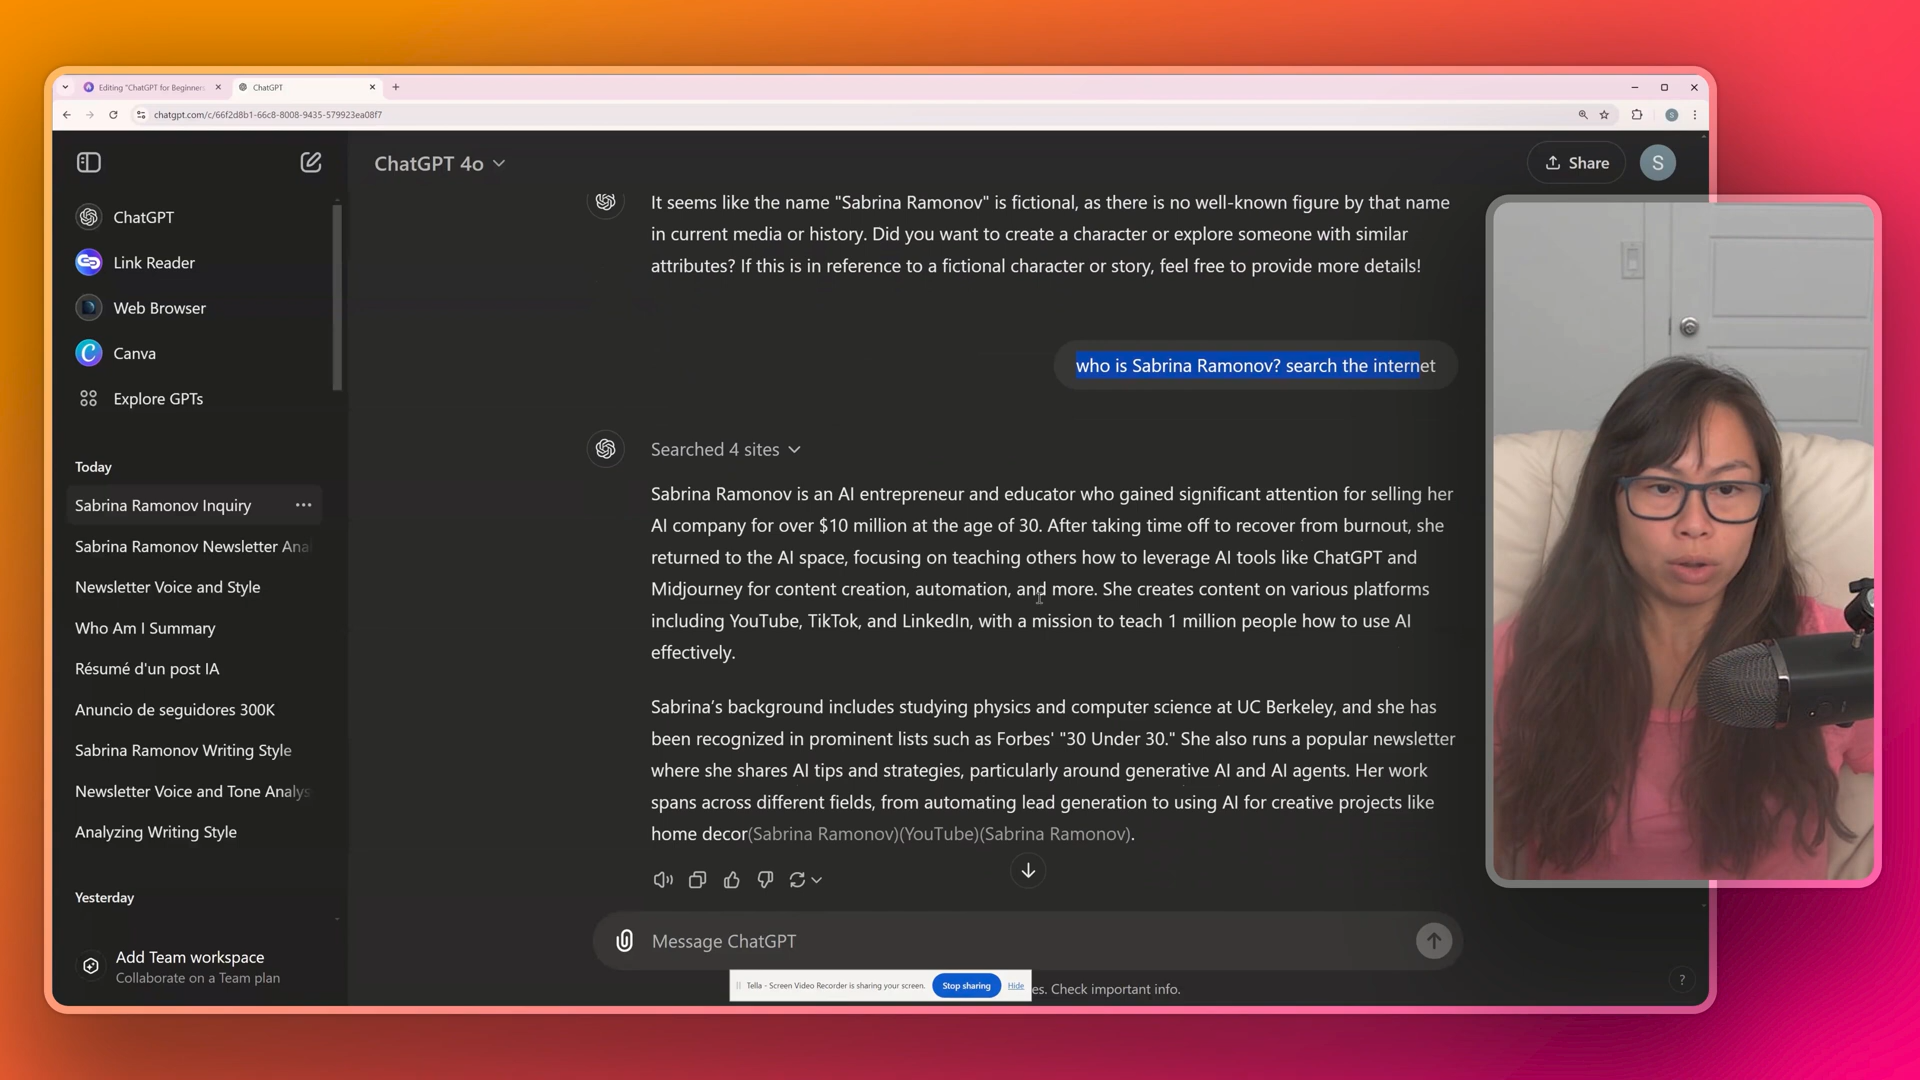 Editing "ChatGPT for Beginners
ChatGPT
chatgpt.com/c/66f2d8b1-66c8-8008-9435-579923ea08f7
S
ChatGPT
Link Reader
Web Browser
Canva
Explore GPTs
Today
Sabrina Ramonov Inquiry
Sabrina Ramonov Newsletter Ana
Newsletter Voice and Style
Who Am I Summary
Résumé d'un post IA
Anuncio de seguidores 300K
Sabrina Ramonov Writing Style
Newsletter Voice and Tone Analys
Analyzing Writing Style
Yesterday
Add Team workspace
Collaborate on a Team plan
ChatGPT 4o
Share
S
It seems like the name "Sabrina Ramonov" is fictional, as there is no well-known figure by that name
in current media or history. Did you want to create a character or explore someone with similar
attributes? If this is in reference to a fictional character or story, feel free to provide more details!
who is Sabrina Ramonov? search the internet
Searched 4 sites
Sabrina Ramonov is an AI entrepreneur and educator who gained significant attention for selling her
AI company for over $10 million at the age of 30. After taking time off to recover from burnout, she
returned to the AI space, focusing on teaching others how to leverage AI tools like ChatGPT and
Midjourney for content creation, automation, and more. She creates content on various platforms
including YouTube, TikTok, and LinkedIn, with a mission to teach 1 million people how to use AI
effectively.
Sabrina's background includes studying physics and computer science at UC Berkeley, and she has
been recognized in prominent lists such as Forbes' "30 Under 30." She also runs a popular newsletter
where she shares AI tips and strategies, particularly around generative AI and AI agents. Her work
spans across different fields, from automating lead generation to using AI for creative projects like
home decor(Sabrina Ramonov)(YouTube)(Sabrina Ramonov).
Message ChatGPT
Tella - Screen Video Recorder is sharing your screen.
Stop sharing
Hide
es. Check important info.
?